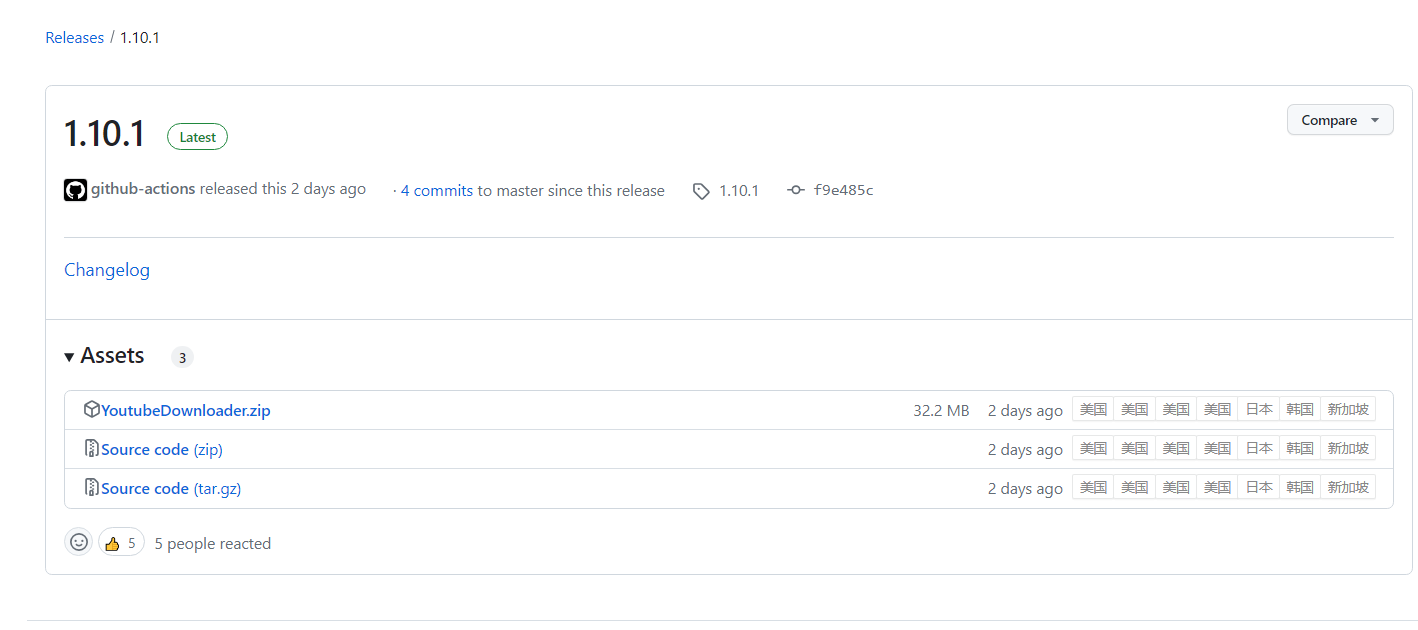 Releases / 1.10.1
1.10.1 Latest Compare
github-actions released this 2 days ago · 4 commits to master since this release 1.10.1 f9e485c
Changelog
Assets 3
YoutubeDownloader.zip 32.2 MB 2 days ago 美国 美国 美国 美国 日本 韩国 新加坡
Source code (zip) 2 days ago 美国 美国 美国 美国 日本 韩国 新加坡
Source code (tar.gz) 2 days ago 美国 美国 美国 美国 日本 韩国 新加坡
5 5 people reacted